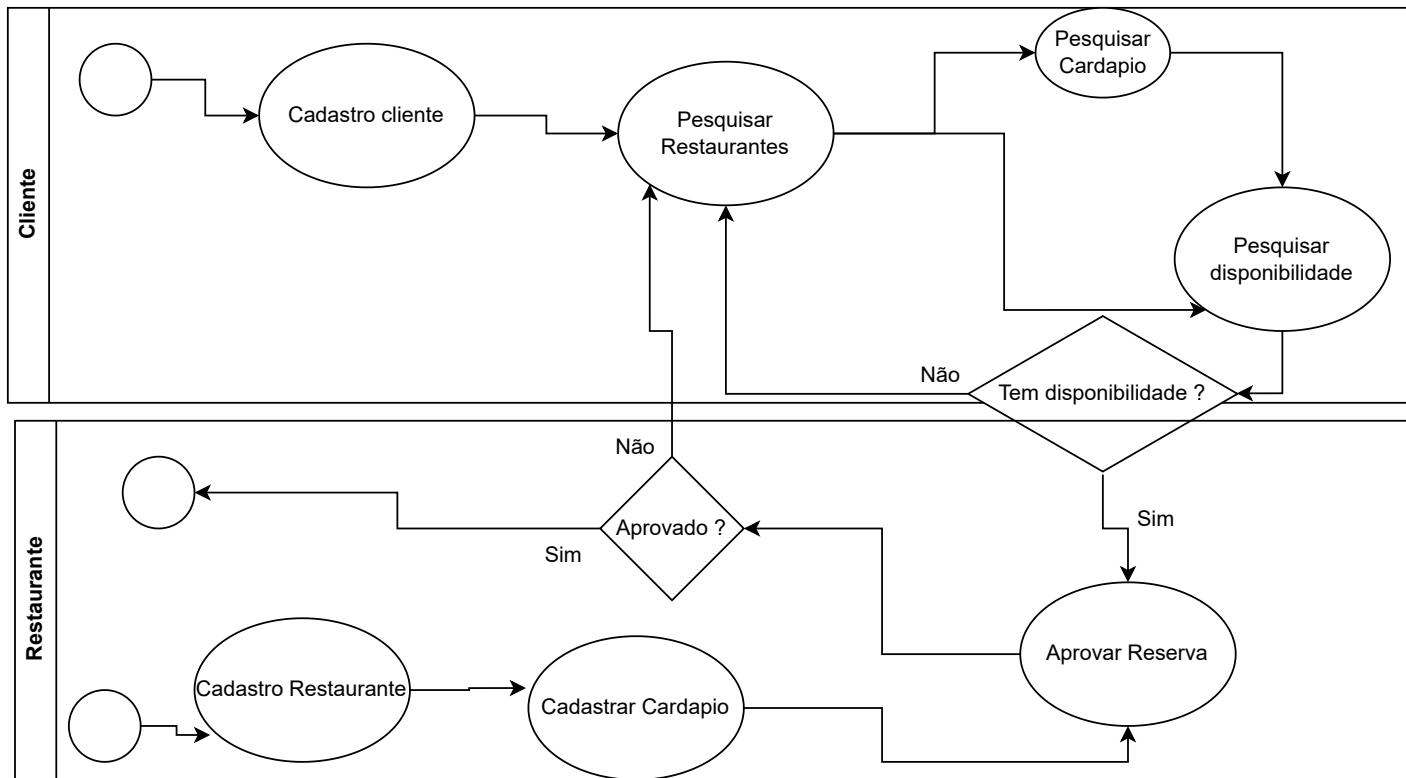 Cliente
Cadastro cliente
Pesquisar
Restaurantes
Pesquisar
Cardapio
Pesquisar
disponibilidade
Não
Tem disponibilidade ?
Restaurante
Não
Aprovado ?
Sim
Sim
Aprovar Reserva
Cadastro Restaurante
Cadastrar Cardapio